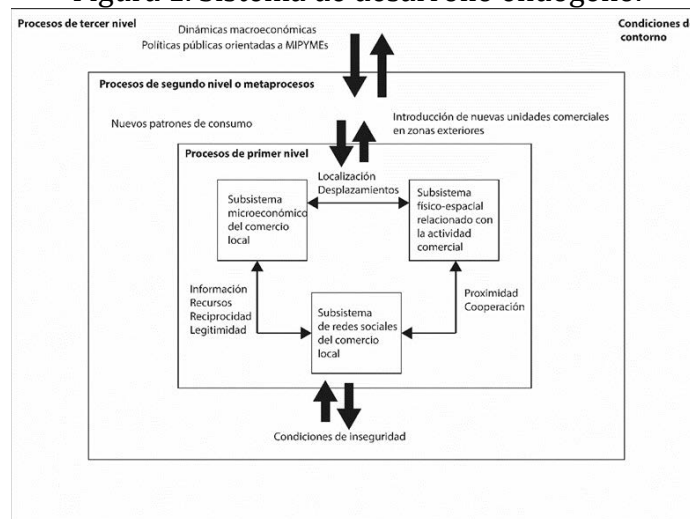 Figura 1. Sistema de desarrollo endógeno.
Procesos de tercer nivel
Dinámicas macroeconómicas
Políticas públicas orientadas a MIPYMEs
Condiciones de
contorno
Procesos de segundo nivel o metaprocesos
Nuevos patrones de consumo
Introducción de nuevas unidades comerciales
en zonas exteriores
Procesos de primer nivel
Localización
Desplazamientos
Subsistema
microeconómico
del comercio
local
Subsistema
físico-espacial
relacionado con
la actividad
comercial
Información
Recursos
Reciprocidad
Legitimidad
Proximidad
Cooperación
Subsistema
de redes sociales
del comercio
local
Condiciones de inseguridad